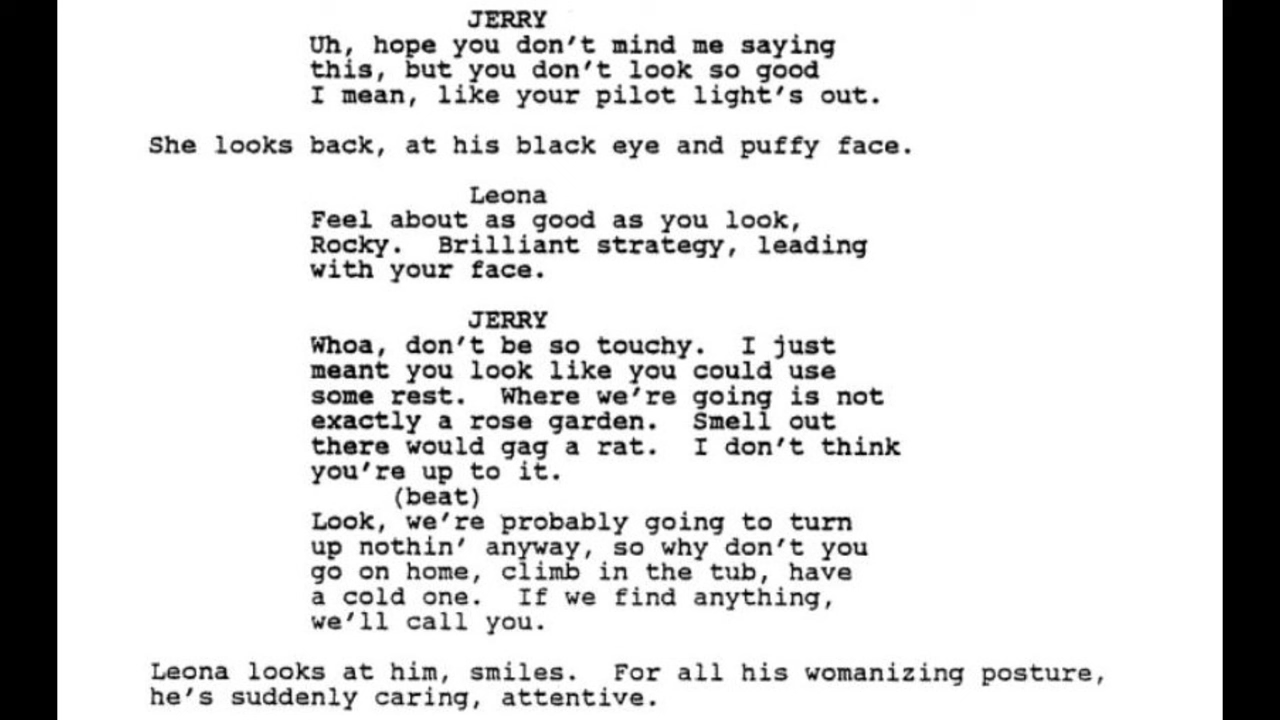 JERRY
Uh, hope you don't mind me saying
this, but you don't look so good
I mean, like your pilot light's out.
She looks back, at his black eye and puffy face.
Leona
Feel about as good as you look,
Rocky. Brilliant strategy, leading
with your face.
JERRY
Whoa, don't be so touchy. I just
meant you look like you could use
some rest. Where we're going is not
exactly a rose garden. Smell out
there would gag a rat. I don't think
you're up to it.
(beat)
Look, we're probably going to turn
up nothin' anyway, so why don't you
go on home, climb in the tub, have
a cold one. If we find anything,
we'll call you.
Leona looks at him, smiles. For all his womanizing posture,
he's suddenly caring, attentive.